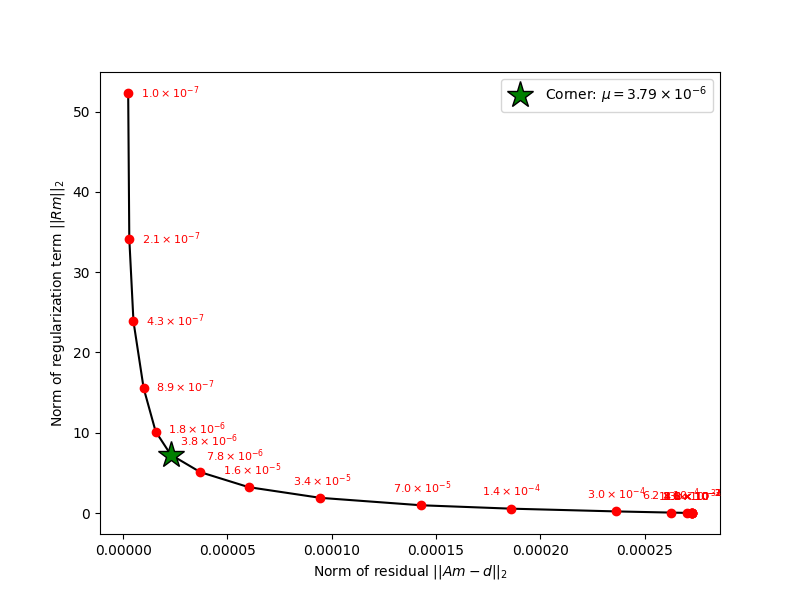 Corner: μ = 3.79 × 10⁻⁶
1.0 × 10⁻⁷
2.1 × 10⁻⁷
4.3 × 10⁻⁷
8.9 × 10⁻⁷
1.8 × 10⁻⁶
3.8 × 10⁻⁶
7.8 × 10⁻⁶
1.6 × 10⁻⁵
3.4 × 10⁻⁵
7.0 × 10⁻⁵
1.4 × 10⁻⁴
3.0 × 10⁻⁴
50
40
30
20
10
0
Norm of regularization term ||Rm||₂
0.00000
0.00005
0.00010
0.00015
0.00020
0.00025
Norm of residual ||Am − d||₂